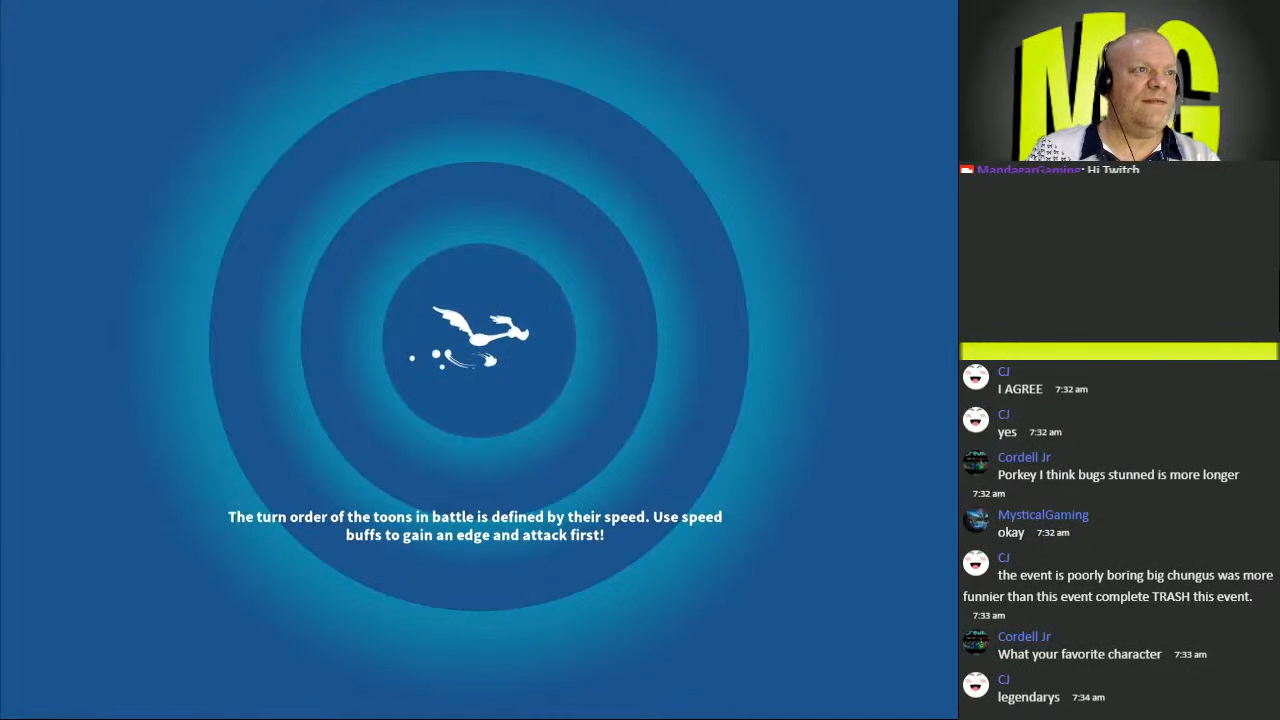 MG
MandagarGaming: Hi Twitch
The turn order of the toons in battle is defined by their speed. Use speed
buffs to gain an edge and attack first!
CJ
I AGREE 7:32 am
CJ
yes 7:32 am
Cordell Jr
Porkey I think bugs stunned is more longer
7:32 am
MysticalGaming
okay 7:32 am
CJ
the event is poorly boring big chungus was more
funnier than this event complete TRASH this event.
7:33 am
Cordell Jr
What your favorite character 7:33 am
CJ
legendarys 7:34 am